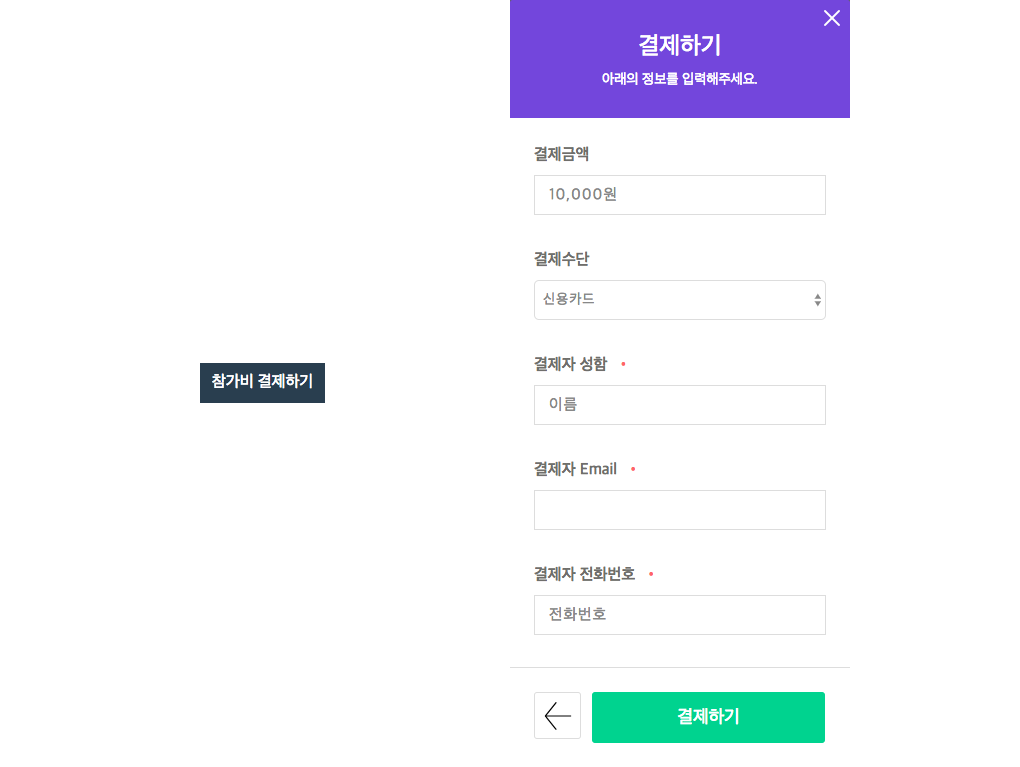 참가비 결제하기
결제하기
아래의 정보를 입력해주세요.
결제금액
10,000원
결제수단
신용카드
결제자 성함
이름
결제자 Email
결제자 전화번호
전화번호
결제하기